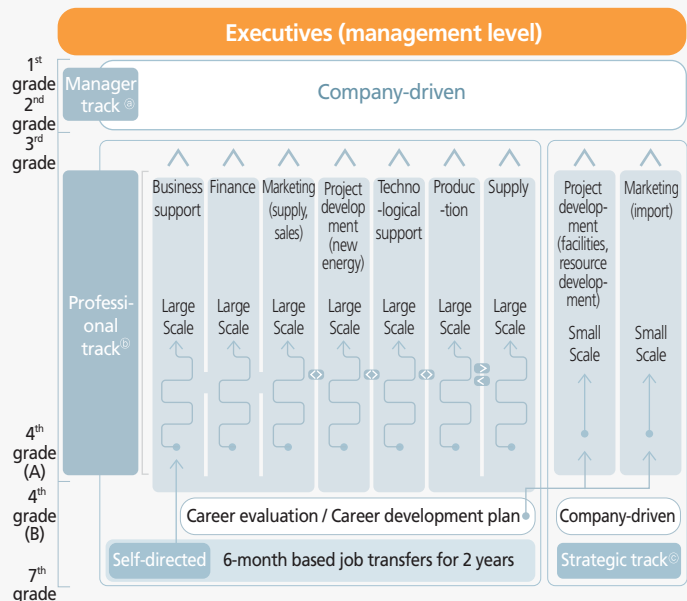 Executives (management level)
1st
grade
2nd
grade
3rd
grade
Manager
track ⓐ
Company-driven
Professi-
onal
trackⓑ
Business
support
Finance
Marketing
(supply,
sales)
Project
develop
ment
(new
energy)
Techno
-logical
support
Produc
-tion
Supply
Project
develop-
ment
(facilities,
resource
develop-
ment)
Marketing
(import)
Large
Scale
Large
Scale
Large
Scale
Large
Scale
Large
Scale
Large
Scale
Large
Scale
Small
Scale
Small
Scale
4th
grade
(A)
4th
grade
(B)
7th
grade
Career evaluation / Career development plan
Company-driven
Self-directed
6-month based job transfers for 2 years
Strategic trackⓒ